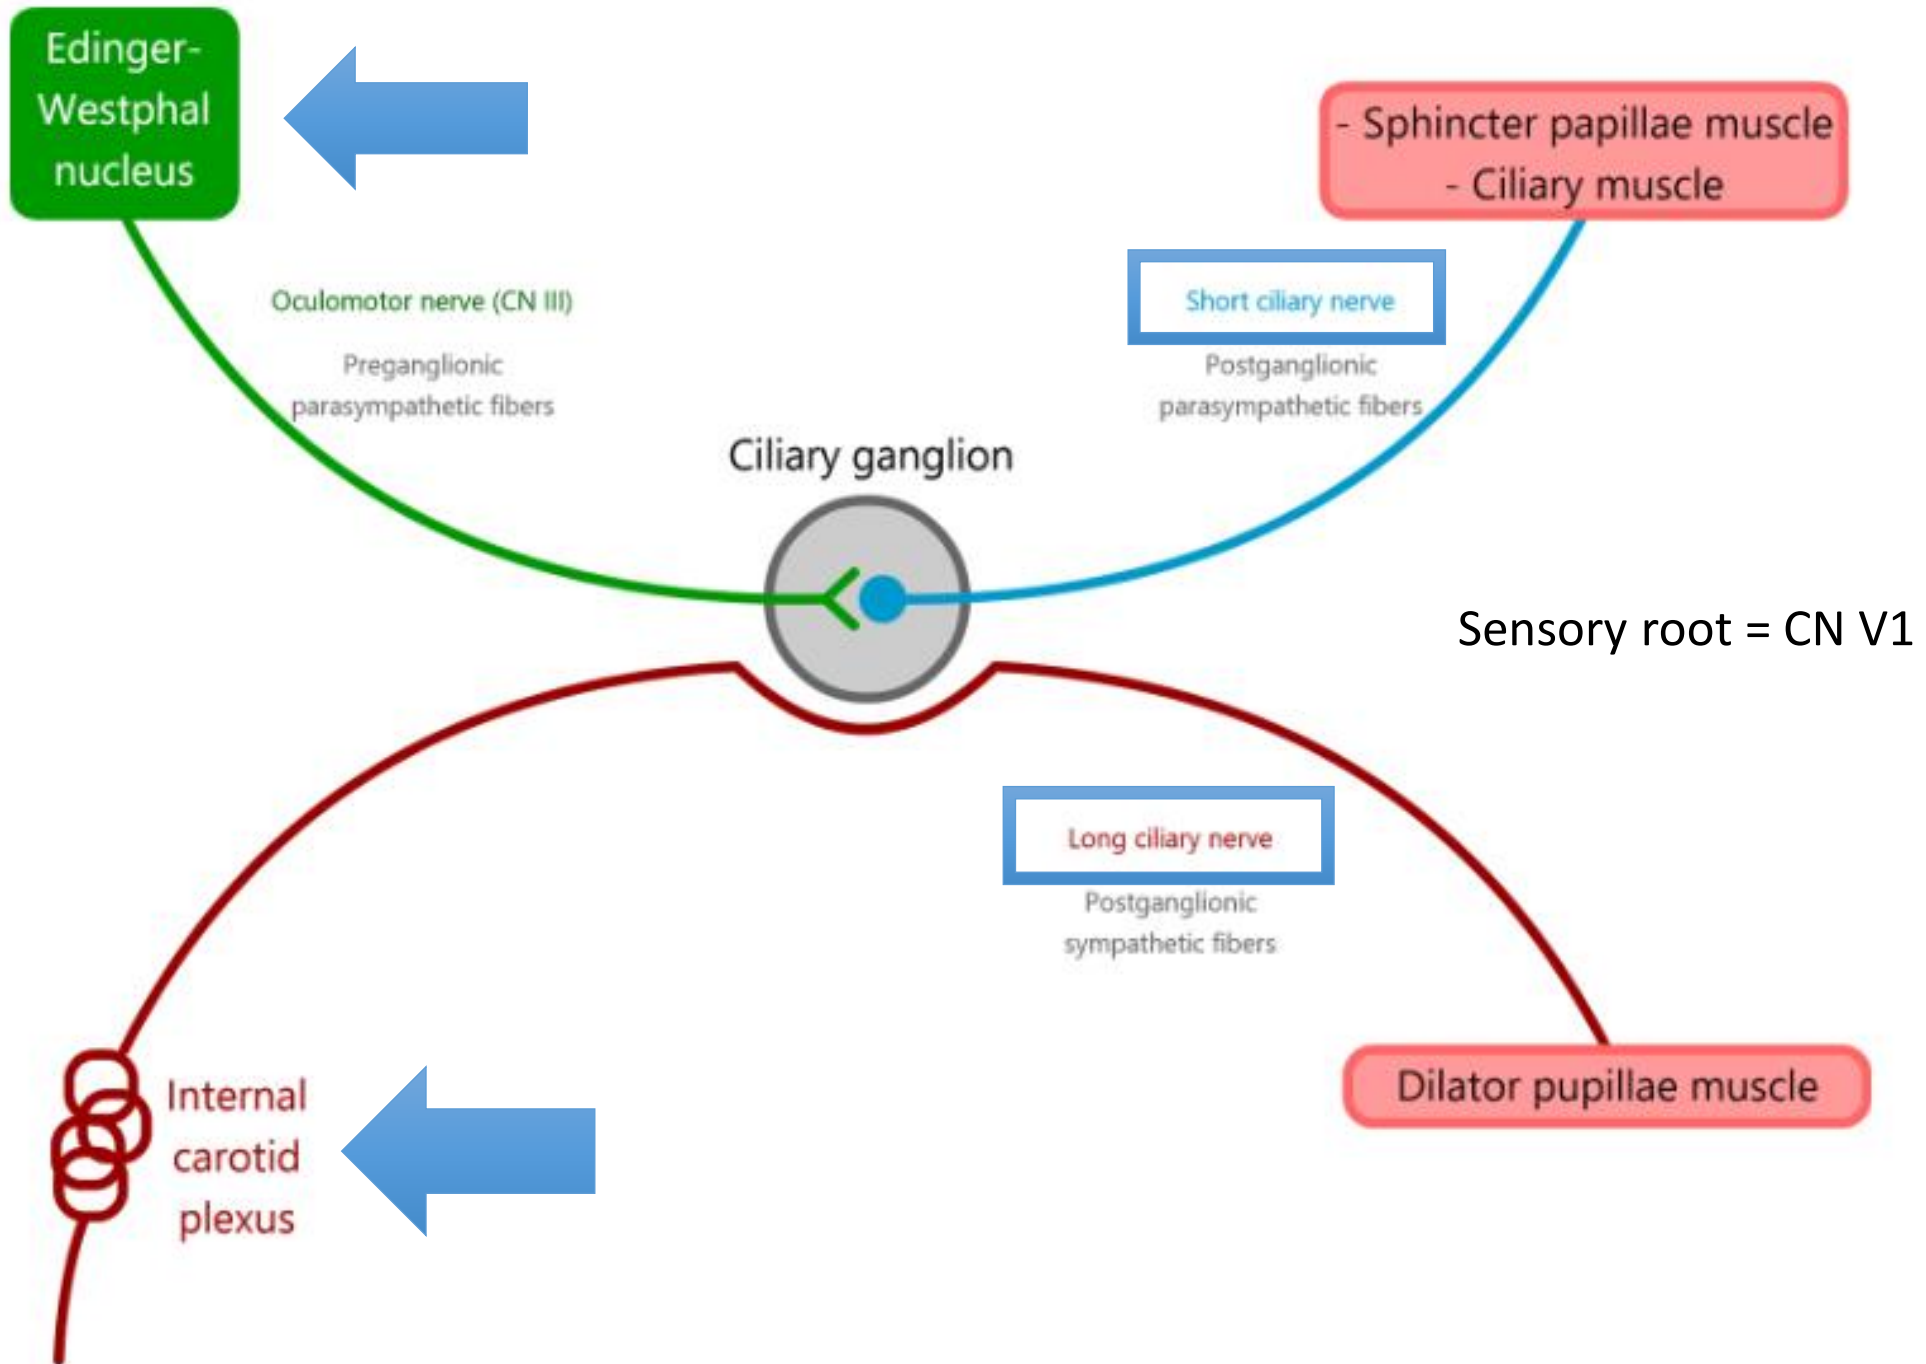 Edinger-
Westphal
nucleus
- Sphincter papillae muscle
- Ciliary muscle
Oculomotor nerve (CN III)
Preganglionic
parasympathetic fibers
Short ciliary nerve
Postganglionic
parasympathetic fibers
Ciliary ganglion
Sensory root = CN V1
Long ciliary nerve
Postganglionic
sympathetic fibers
Internal
carotid
plexus
Dilator pupillae muscle